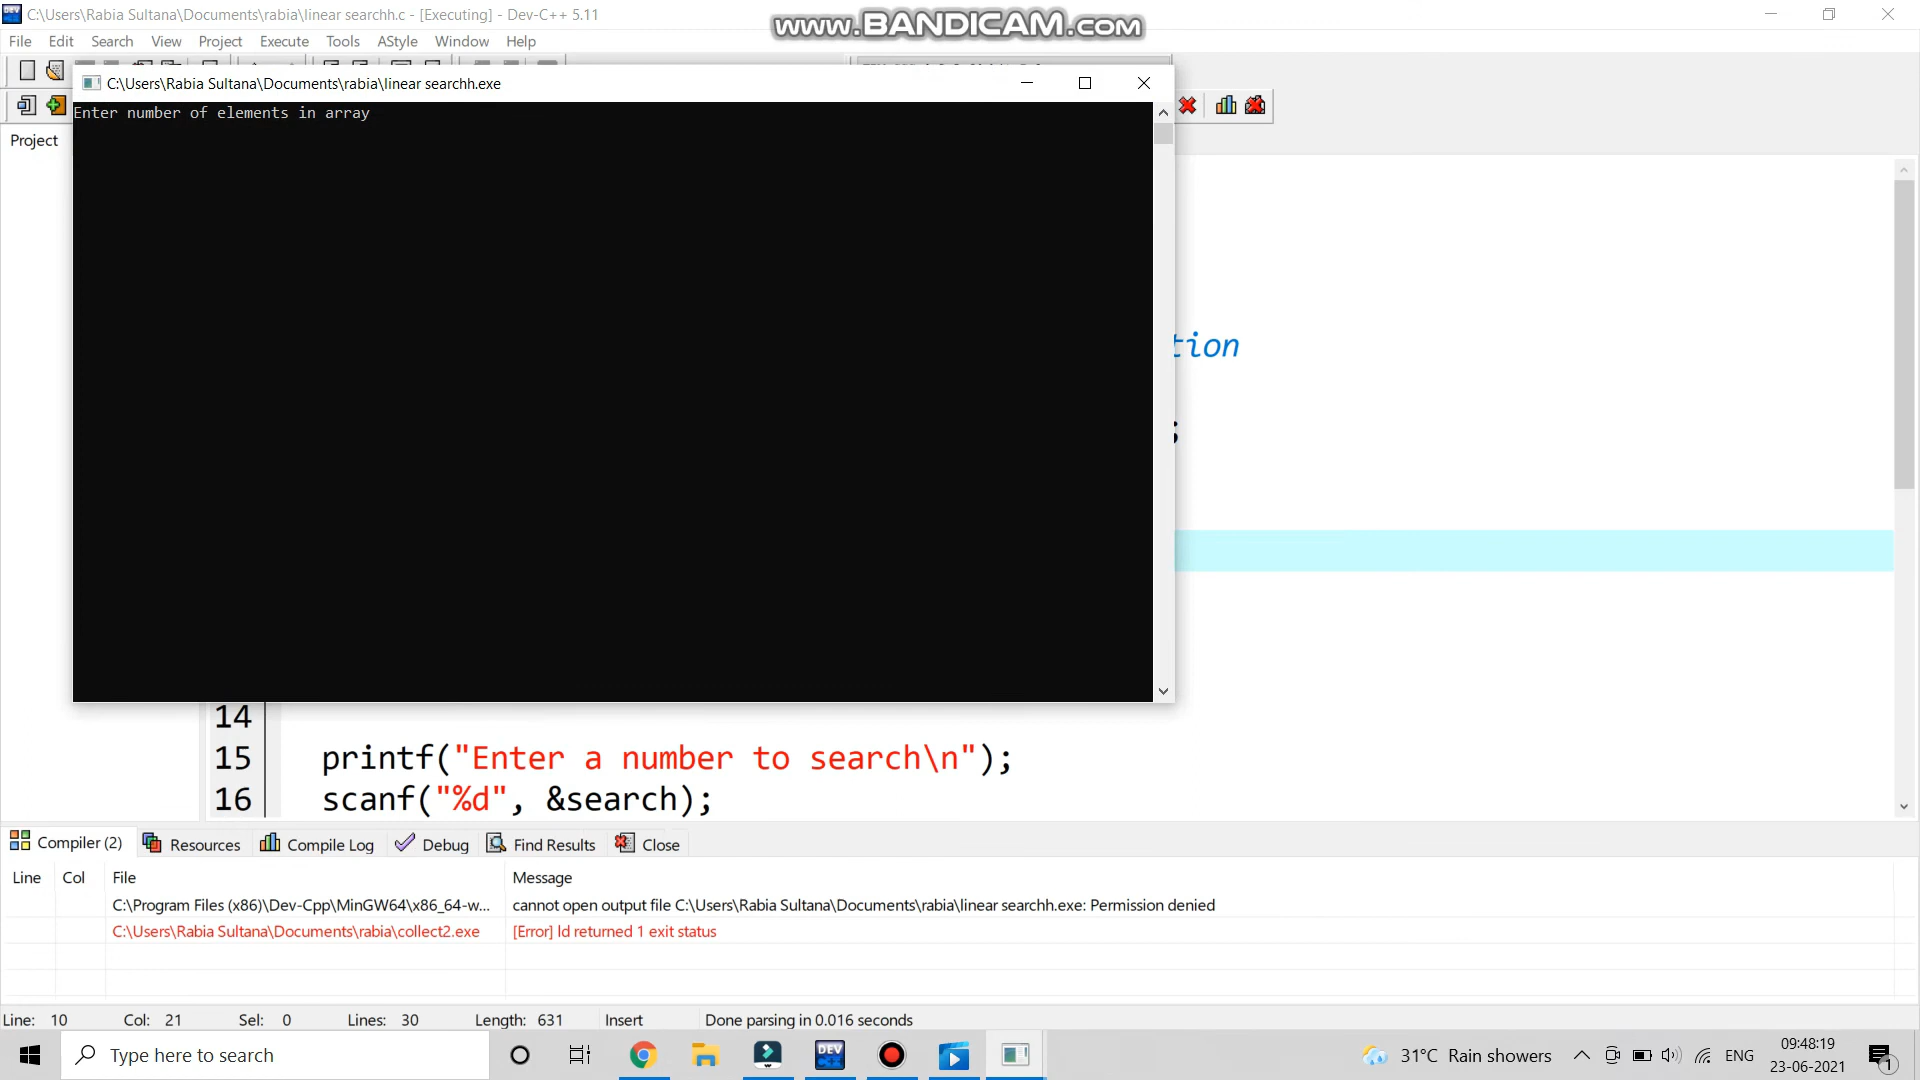 C:\Users\Rabia Sultana\Documents\rabia\linear searchh.c - [Executing] - Dev-C++ 5.11
www.BANDICAM.com
File Edit Search View Project Execute Tools AStyle Window Help
C:\Users\Rabia Sultana\Documents\rabia\linear searchh.exe
Enter number of elements in array
Project
tion
;
14
15 printf("Enter a number to search\n");
16 scanf("%d", &search);
Compiler (2) Resources Compile Log Debug Find Results Close
Line Col File Message
C:\Program Files (x86)\Dev-Cpp\MinGW64\x86_64-w... cannot open output file C:\Users\Rabia Sultana\Documents\rabia\linear searchh.exe: Permission denied
C:\Users\Rabia Sultana\Documents\rabia\collect2.exe [Error] ld returned 1 exit status
Line: 10 Col: 21 Sel: 0 Lines: 30 Length: 631 Insert Done parsing in 0.016 seconds
Type here to search
DEV
31°C Rain showers
ENG
09:48:19
23-06-2021
1